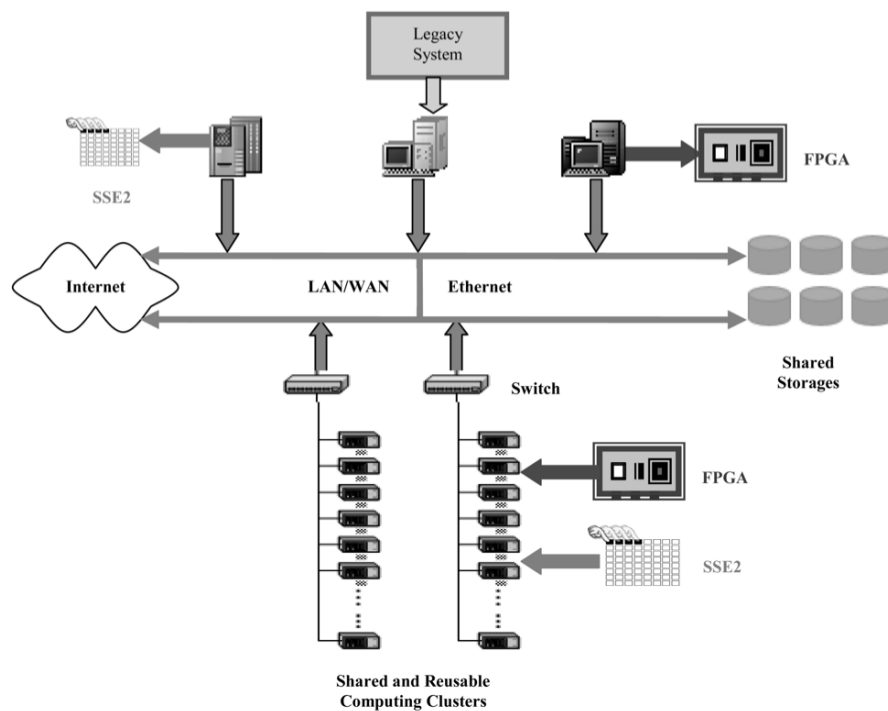 Legacy
System
SSE2
FPGA
Internet
LAN/WAN
Ethernet
Shared
Storages
Switch
FPGA
SSE2
Shared and Reusable
Computing Clusters